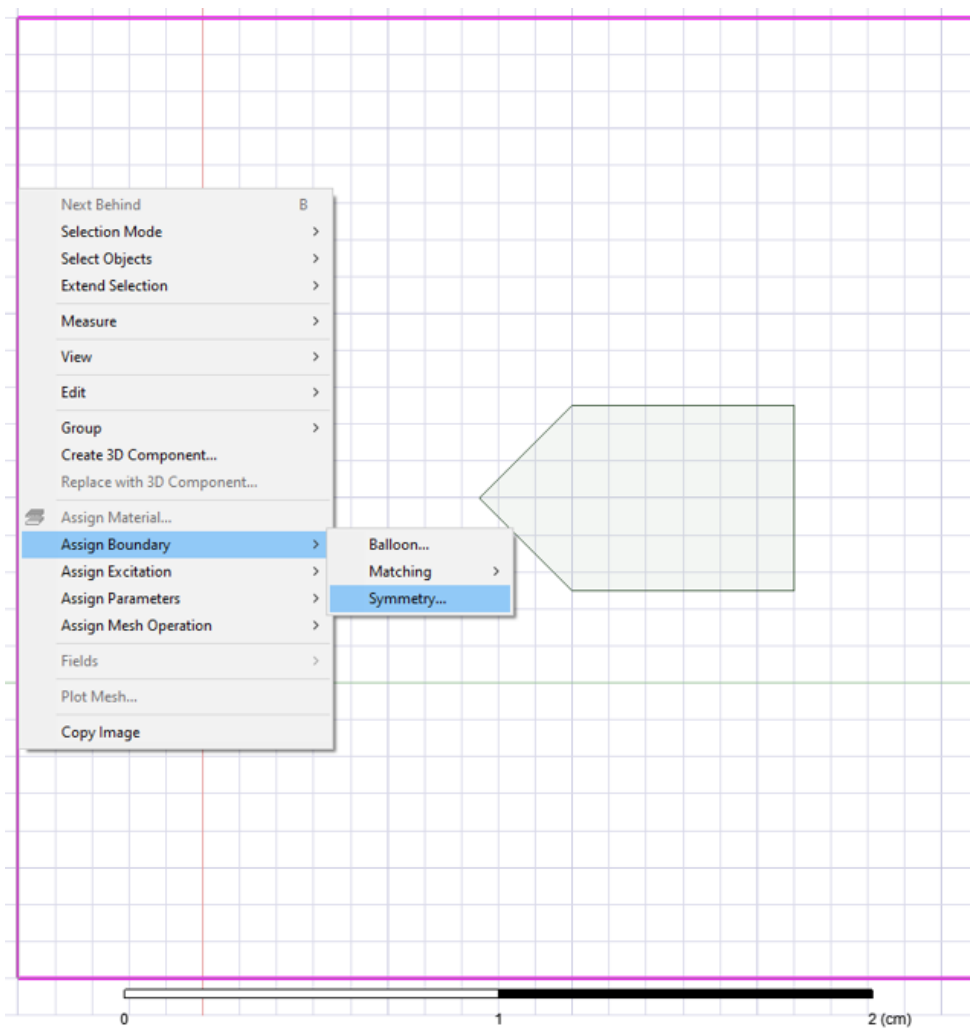 Next Behind B
Selection Mode
Select Objects
Extend Selection
Measure
View
Edit
Group
Create 3D Component...
Replace with 3D Component...
Assign Material...
Assign Boundary
Assign Excitation
Assign Parameters
Assign Mesh Operation
Fields
Plot Mesh...
Copy Image
Balloon...
Matching
Symmetry...
0 1 2 (cm)